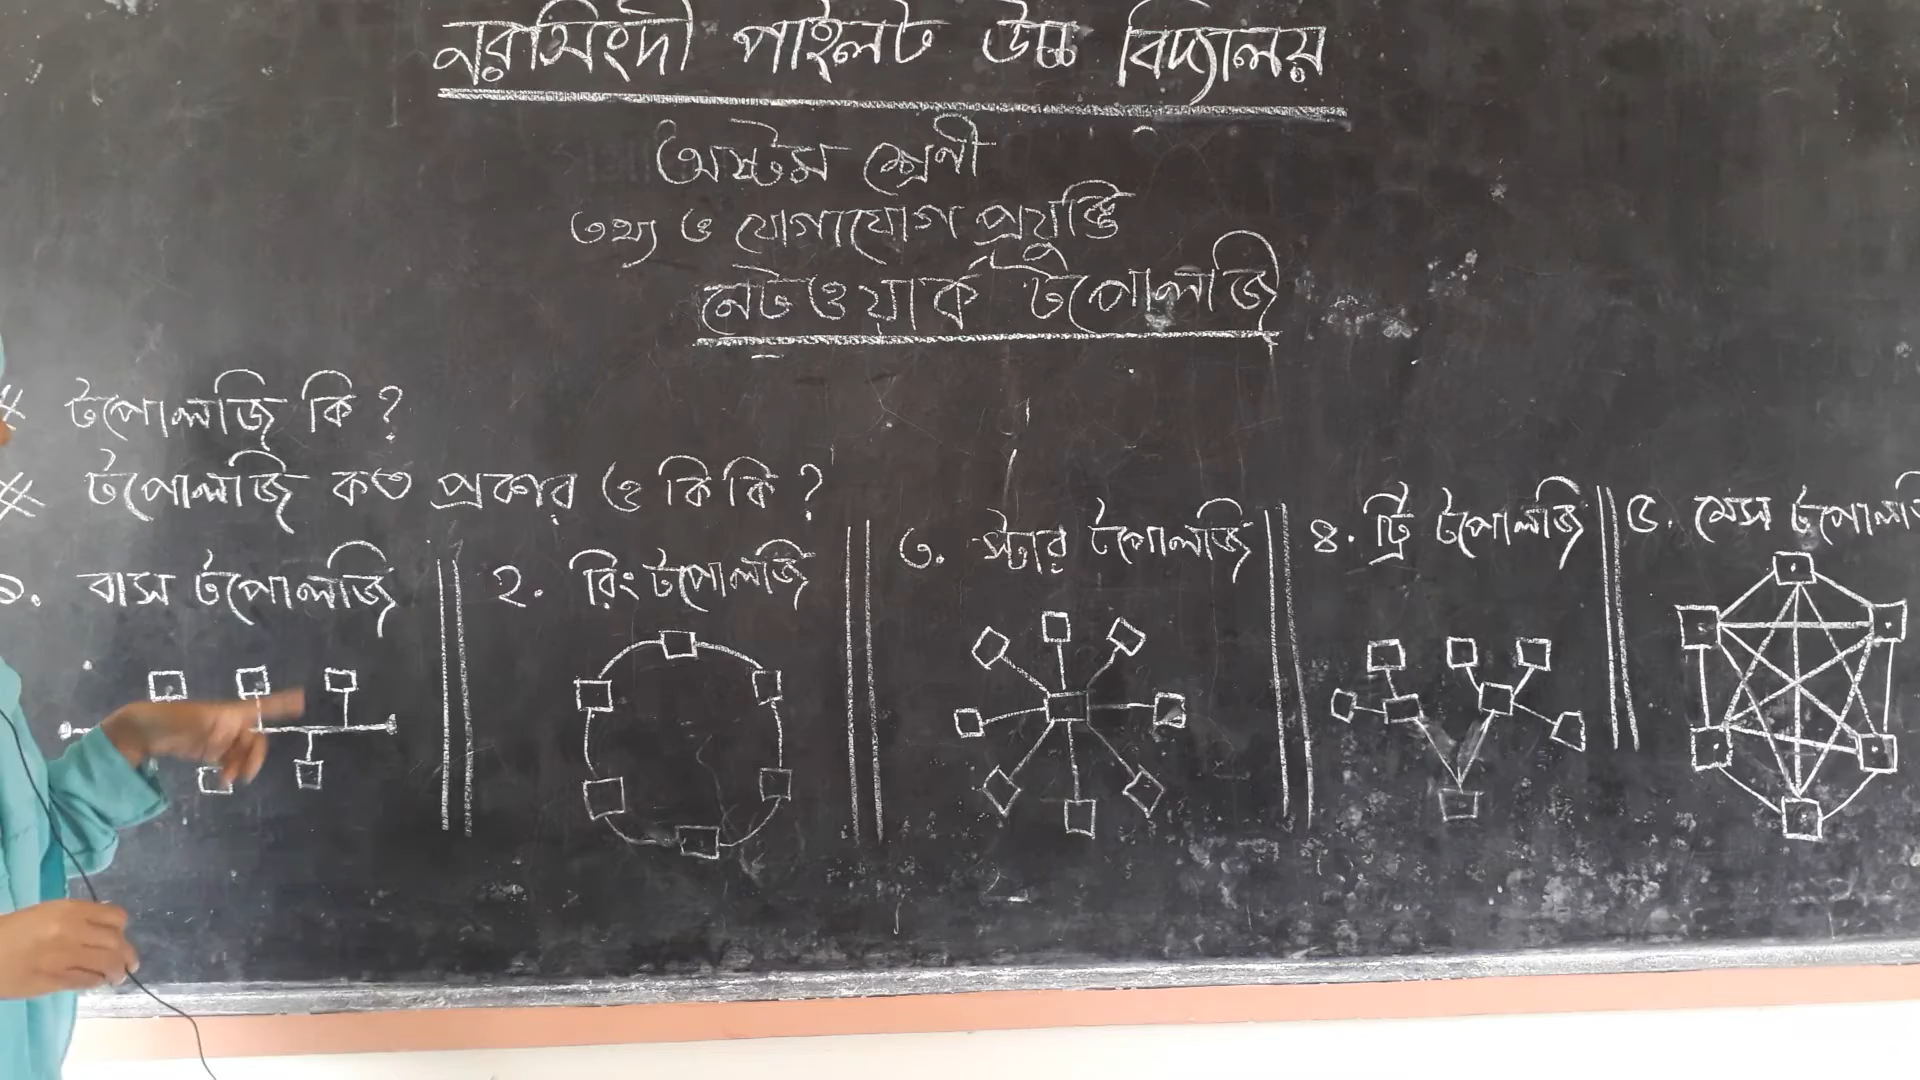 নরসিংদী পাইলট উচ্চ বিদ্যালয়
অষ্টম শ্রেণী
তথ্য ও যোগাযোগ প্রযুক্তি
নেটওয়ার্ক টপোলজি
# টপোলজি কি ?
# টপোলজি কত প্রকার ও কি কি ?
১. বাস টপোলজি
২. রিং টপোলজি
৩. স্টার টপোলজি
৪. ট্রি টপোলজি
৫. মেস টপোলজি